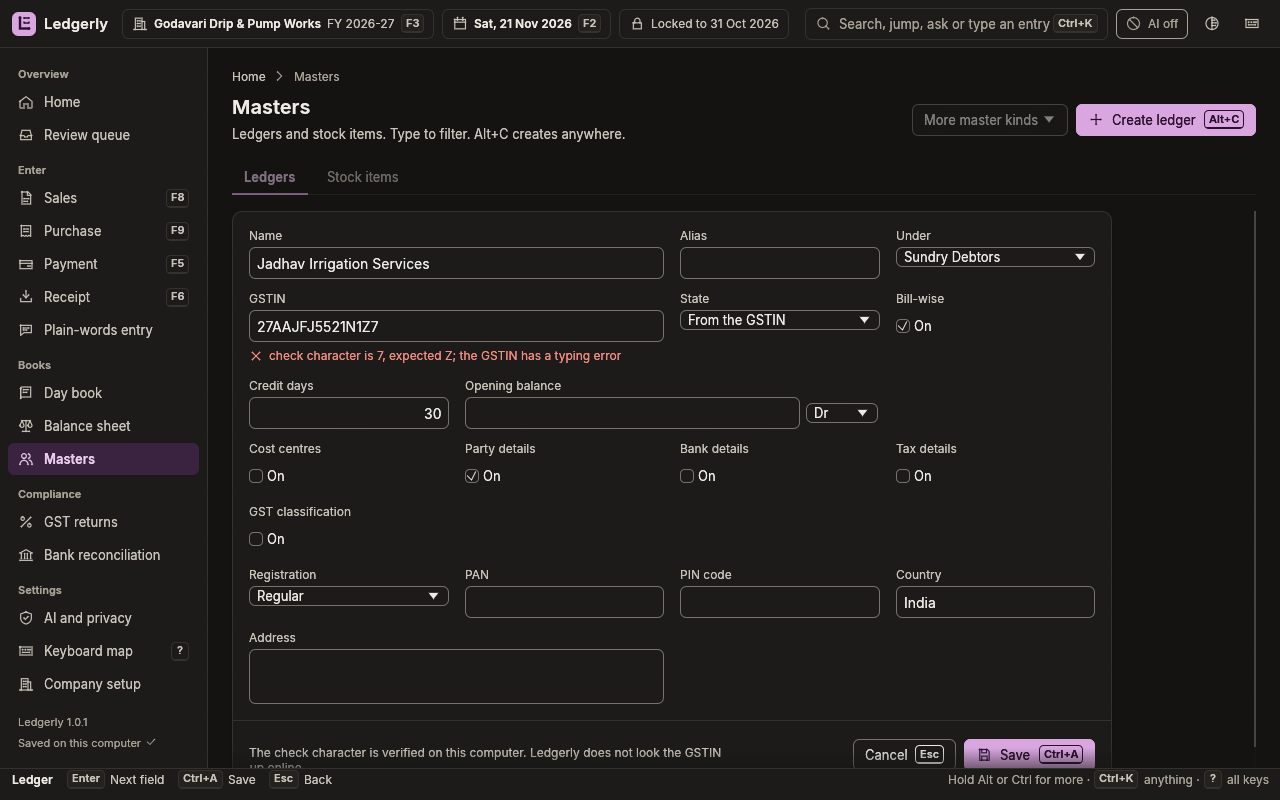 Ledgerly
Godavari Drip & Pump Works FY 2026-27 F3
Sat, 21 Nov 2026 F2
Locked to 31 Oct 2026
Search, jump, ask or type an entry Ctrl+K
AI off
Overview
Home
Review queue
Enter
Sales F8
Purchase F9
Payment F5
Receipt F6
Plain-words entry
Books
Day book
Balance sheet
Masters
Compliance
GST returns
Bank reconciliation
Settings
AI and privacy
Keyboard map ?
Company setup
Ledgerly 1.0.1
Saved on this computer
Home > Masters
Masters
Ledgers and stock items. Type to filter. Alt+C creates anywhere.
More master kinds
Create ledger Alt+C
Ledgers Stock items
Name Alias Under
Jadhav Irrigation Services Sundry Debtors
GSTIN State Bill-wise
27AAJFJ5521N1Z7 From the GSTIN On
check character is 7, expected Z; the GSTIN has a typing error
Credit days Opening balance
30 Dr
Cost centres Party details Bank details Tax details
On On On On
GST classification
On
Registration PAN PIN code Country
Regular India
Address
The check character is verified on this computer. Ledgerly does not look the GSTIN
up online.
Cancel Esc Save Ctrl+A
Ledger Enter Next field Ctrl+A Save Esc Back
Hold Alt or Ctrl for more · Ctrl+K anything · ? all keys